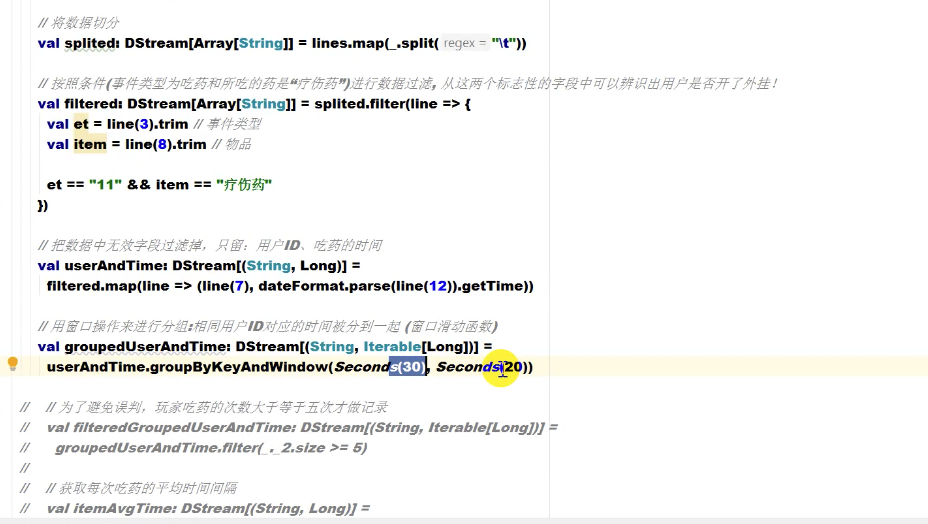 // 将数据切分
val splited: DStream[Array[String]] = lines.map(_.split( regex = "\t"))
// 按照条件(事件类型为吃药和所吃的药是“疗伤药”)进行数据过滤, 从这两个标志性的字段中可以辨识出用户是否开了外挂！
val filtered: DStream[Array[String]] = splited.filter(line => {
val et = line(3).trim // 事件类型
val item = line(8).trim // 物品
et == "11" && item == "疗伤药"
})
// 把数据中无效字段过滤掉，只留：用户ID、吃药的时间
val userAndTime: DStream[(String, Long)] =
filtered.map(line => (line(7), dateFormat.parse(line(12)).getTime))
// 用窗口操作来进行分组:相同用户ID对应的时间被分到一起 (窗口滑动函数)
val groupedUserAndTime: DStream[(String, Iterable[Long])] =
userAndTime.groupByKeyAndWindow(Seconds(30), Seconds(20))
// // 为了避免误判，玩家吃药的次数大于等于五次才做记录
// val filteredGroupedUserAndTime: DStream[(String, Iterable[Long])] =
// groupedUserAndTime.filter(_._2.size >= 5)
//
// // 获取每次吃药的平均时间间隔
// val itemAvgTime: DStream[(String, Long)] =